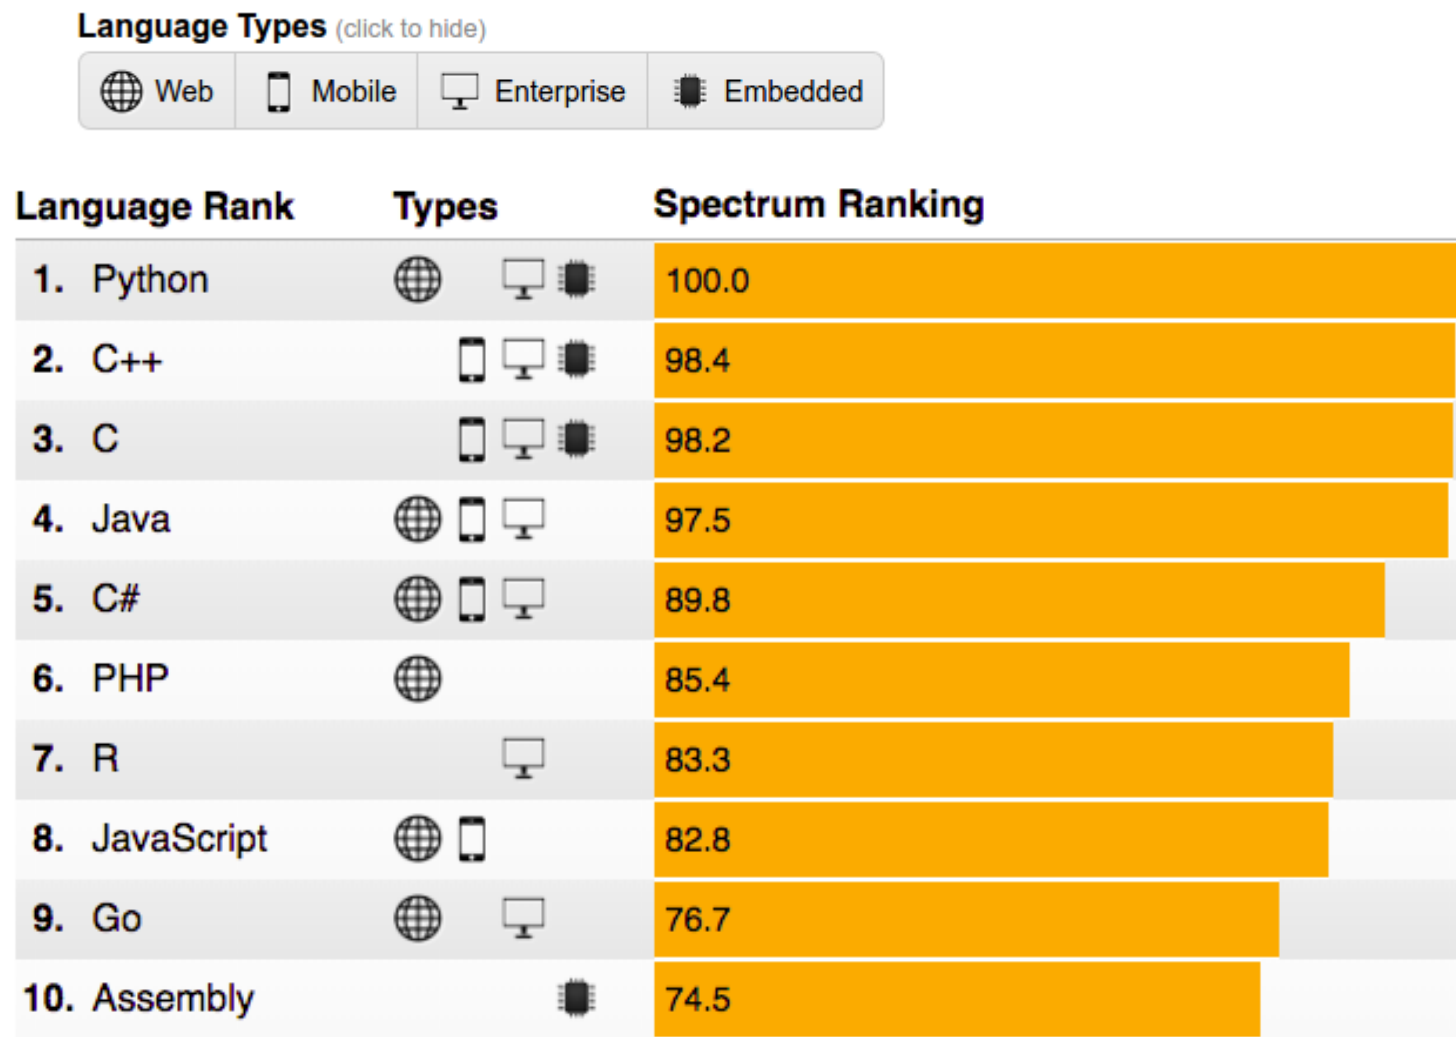 Language Types (click to hide)
Web Mobile Enterprise Embedded
Language Rank Types Spectrum Ranking
1. Python 100.0
2. C++ 98.4
3. C 98.2
4. Java 97.5
5. C# 89.8
6. PHP 85.4
7. R 83.3
8. JavaScript 82.8
9. Go 76.7
10. Assembly 74.5